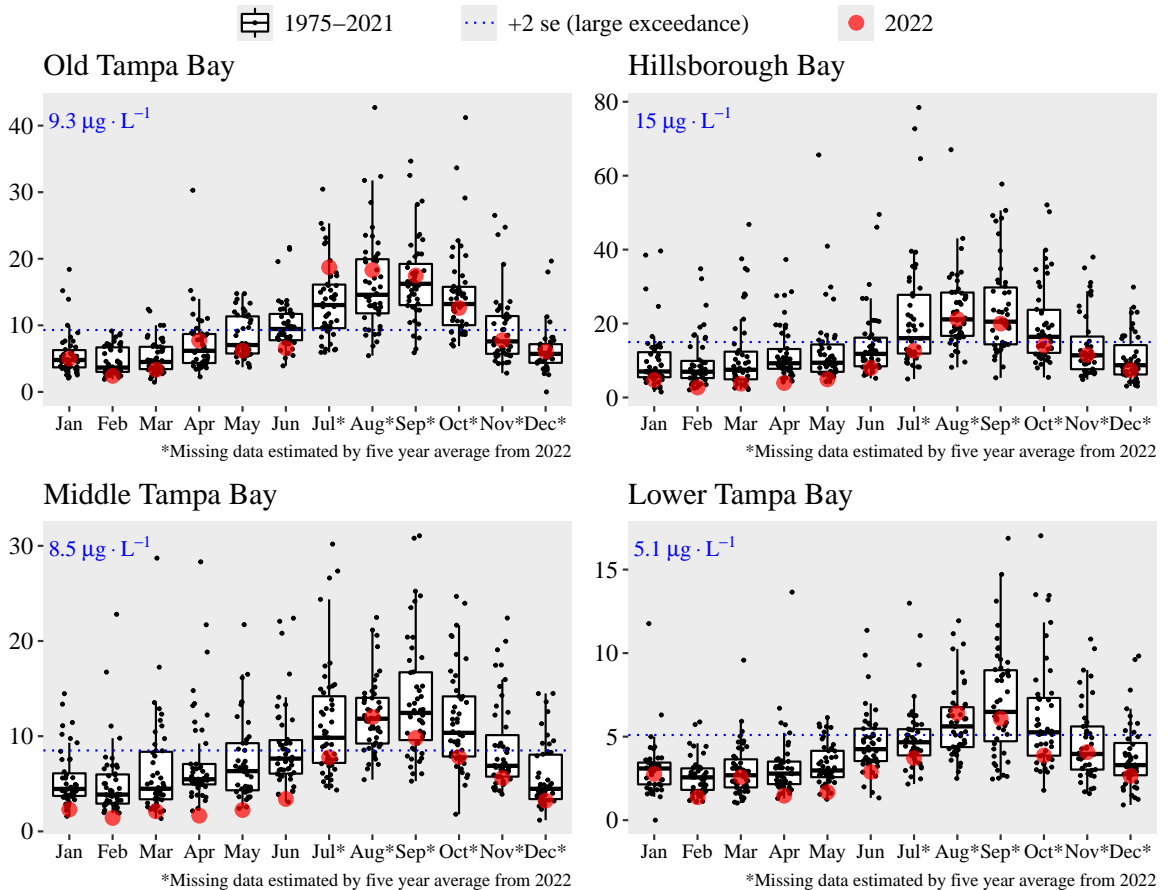 1975–2021 +2 se (large exceedance) 2022
Old Tampa Bay
9.3 μg · L⁻¹
40
30
20
10
0
Jan Feb Mar Apr May Jun Jul* Aug* Sep* Oct* Nov* Dec*
*Missing data estimated by five year average from 2022
Hillsborough Bay
15 μg · L⁻¹
80
60
40
20
0
Jan Feb Mar Apr May Jun Jul* Aug* Sep* Oct* Nov* Dec*
*Missing data estimated by five year average from 2022
Middle Tampa Bay
8.5 μg · L⁻¹
30
20
10
0
Jan Feb Mar Apr May Jun Jul* Aug* Sep* Oct* Nov* Dec*
*Missing data estimated by five year average from 2022
Lower Tampa Bay
5.1 μg · L⁻¹
15
10
5
0
Jan Feb Mar Apr May Jun Jul* Aug* Sep* Oct* Nov* Dec*
*Missing data estimated by five year average from 2022